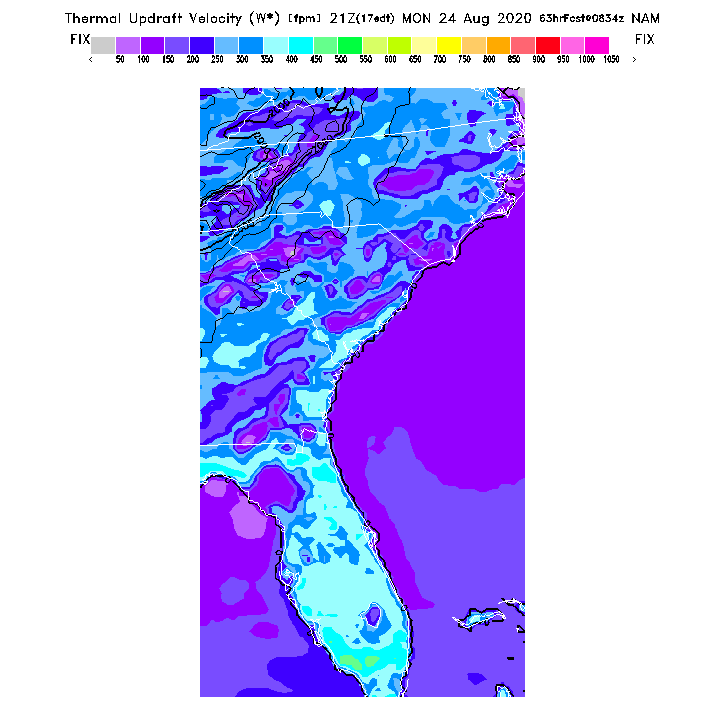 Thermal Updraft Velocity (W*) [fpm] 21Z(17edt) MON 24 Aug 2020 63hrFcst@0834z NAM
FIX FIX
< 50 100 150 200 250 300 350 400 450 500 550 600 650 700 750 800 850 900 950 1000 1050 >